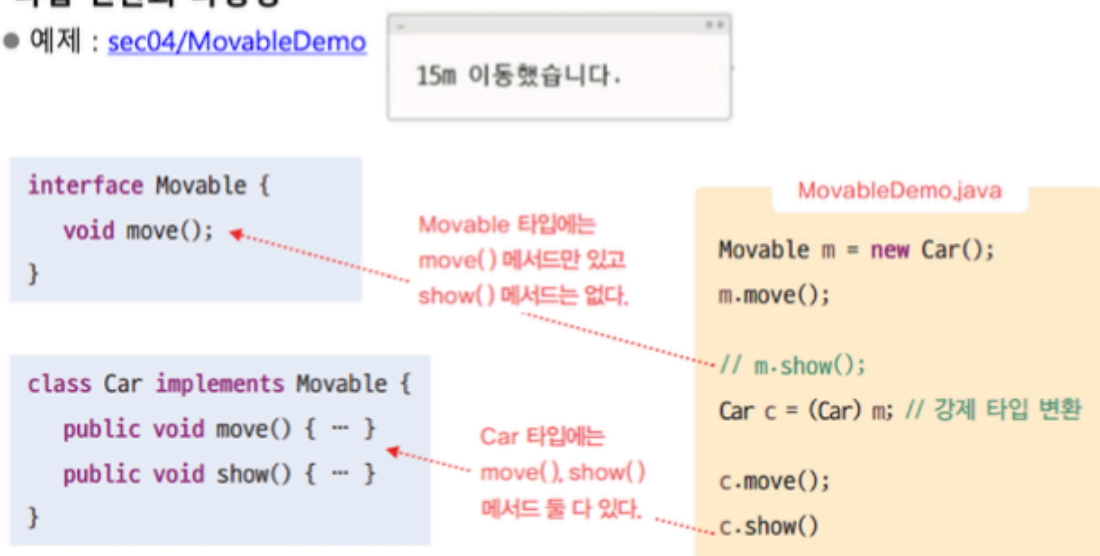 ● 예제 : sec04/MovableDemo
15m 이동했습니다.
interface Movable {
void move();
}
Movable 타입에는
move() 메서드만 있고
show() 메서드는 없다.
class Car implements Movable {
public void move() { … }
public void show() { … }
}
Car 타입에는
move(), show()
메서드 둘 다 있다.
MovableDemo.java
Movable m = new Car();
m.move();
// m.show();
Car c = (Car) m; // 강제 타입 변환
c.move();
c.show()